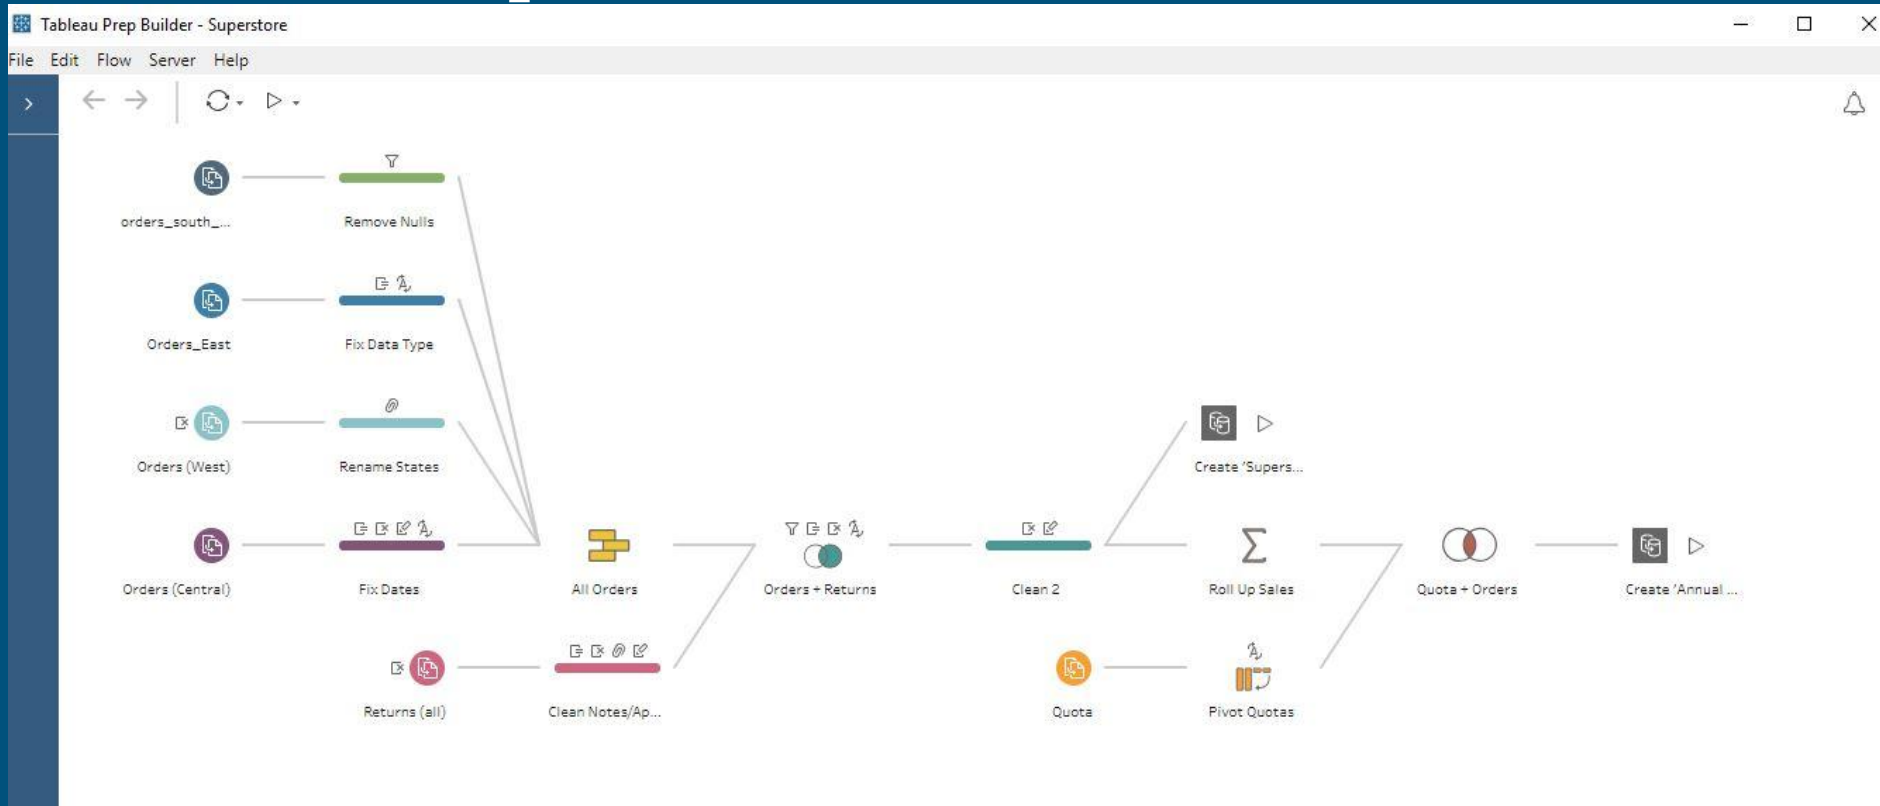 Tableau Prep Builder - Superstore
File Edit Flow Server Help
orders_south_...
Remove Nulls
Orders_East
Fix Data Type
Orders (West)
Rename States
Create 'Supers...
Orders (Central)
Fix Dates
All Orders
Orders + Returns
Clean 2
Roll Up Sales
Quota + Orders
Create 'Annual ...
Returns (all)
Clean Notes/Ap...
Quota
Pivot Quotas